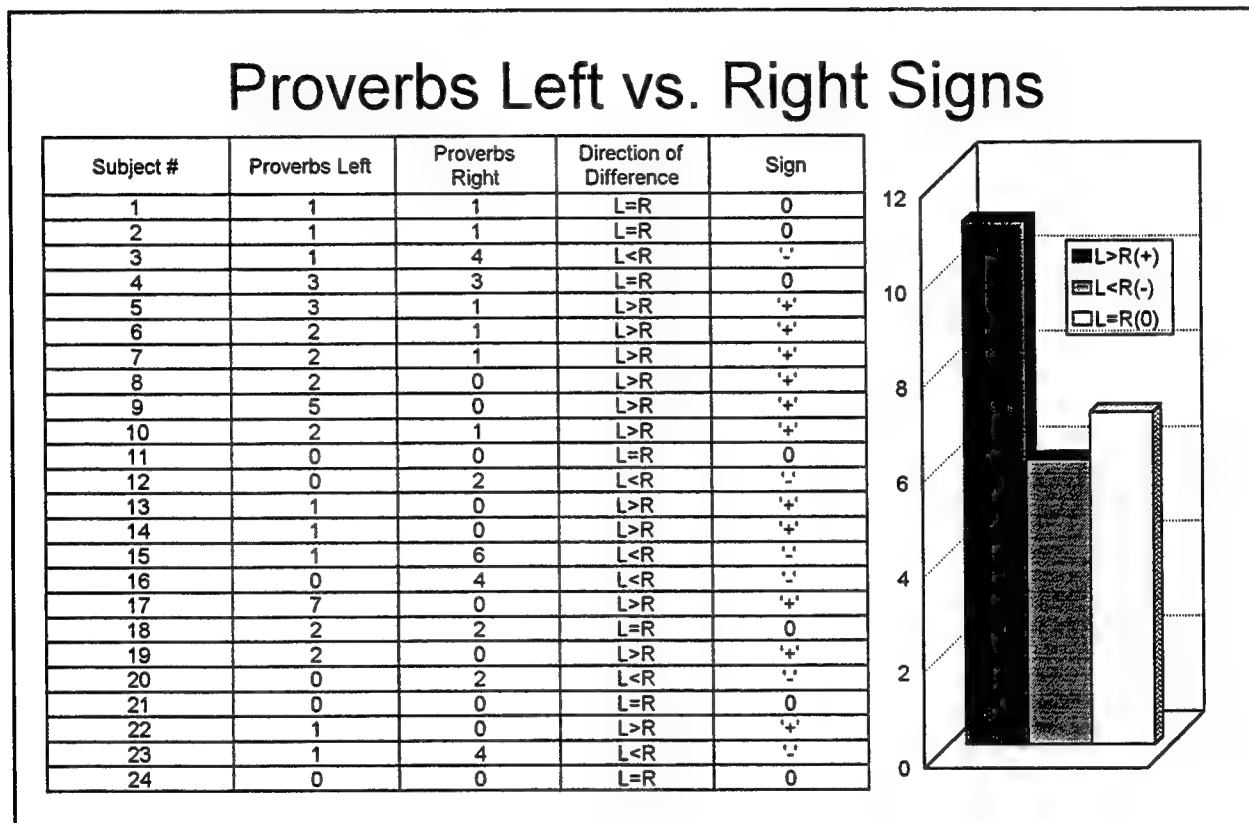 Proverbs Left vs. Right Signs
Subject # Proverbs Left Proverbs Right Direction of Difference Sign
1 1 1 L=R 0
2 1 1 L=R 0
3 1 4 L<R '-'
4 3 3 L=R 0
5 3 1 L>R '+'
6 2 1 L>R '+'
7 2 1 L>R '+'
8 2 0 L>R '+'
9 5 0 L>R '+'
10 2 1 L>R '+'
11 0 0 L=R 0
12 0 2 L<R '-'
13 1 0 L>R '+'
14 1 0 L>R '+'
15 1 6 L<R '-'
16 0 4 L<R '-'
17 7 0 L>R '+'
18 2 2 L=R 0
19 2 0 L>R '+'
20 0 2 L<R '-'
21 0 0 L=R 0
22 1 0 L>R '+'
23 1 4 L<R '-'
24 0 0 L=R 0
12
10
8
6
4
2
0
L>R(+)
L<R(-)
L=R(0)